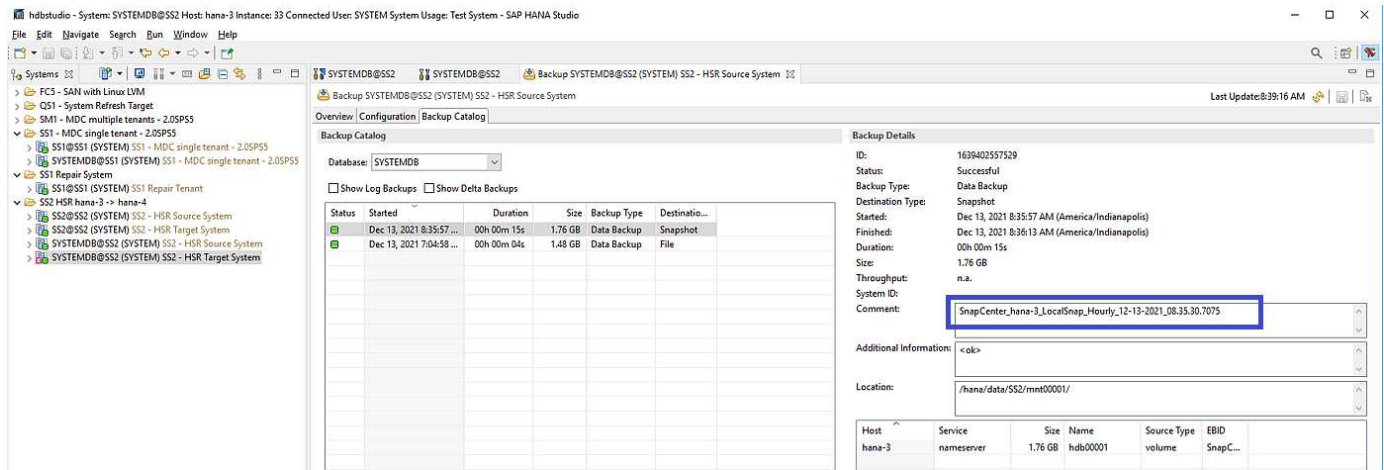 hdbstudio - System: SYSTEMDB@SS2 Host: hana-3 Instance: 33 Connected User: SYSTEM System Usage: Test System - SAP HANA Studio
File Edit Navigate Search Run Window Help
Systems
FC5 - SAN with Linux LVM
QS1 - System Refresh Target
SM1 - MDC multiple tenants - 2.0SPS5
SS1 - MDC single tenant - 2.0SPS5
SS1@SS1 (SYSTEM) SS1 - MDC single tenant - 2.0SPS5
SYSTEMDB@SS1 (SYSTEM) SS1 - MDC single tenant - 2.0SPS5
SS1 Repair System
SS1@SS1 (SYSTEM) SS1 Repair Tenant
SS2 HSR hana-3 -> hana-4
SS2@SS2 (SYSTEM) SS2 - HSR Source System
SS2@SS2 (SYSTEM) SS2 - HSR Target System
SYSTEMDB@SS2 (SYSTEM) SS2 - HSR Source System
SYSTEMDB@SS2 (SYSTEM) SS2 - HSR Target System
SYSTEMDB@SS2 SYSTEMDB@SS2 Backup SYSTEMDB@SS2 (SYSTEM) SS2 - HSR Source System
Backup SYSTEMDB@SS2 (SYSTEM) SS2 - HSR Source System Last Update:8:39:16 AM
Overview Configuration Backup Catalog
Backup Catalog
Database: SYSTEMDB
Show Log Backups Show Delta Backups
Status Started Duration Size Backup Type Destinatio...
Dec 13, 2021 8:35:57 ... 00h 00m 15s 1.76 GB Data Backup Snapshot
Dec 13, 2021 7:04:58 ... 00h 00m 04s 1.48 GB Data Backup File
Backup Details
ID: 1639402557529
Status: Successful
Backup Type: Data Backup
Destination Type: Snapshot
Started: Dec 13, 2021 8:35:57 AM (America/Indianapolis)
Finished: Dec 13, 2021 8:36:13 AM (America/Indianapolis)
Duration: 00h 00m 15s
Size: 1.76 GB
Throughput: n.a.
System ID:
Comment: SnapCenter_hana-3_LocalSnap_Hourly_12-13-2021_08.35.30.7075
Additional Information: <ok>
Location: /hana/data/SS2/mnt00001/
Host Service Size Name Source Type EBID
hana-3 nameserver 1.76 GB hdb00001 volume SnapC...